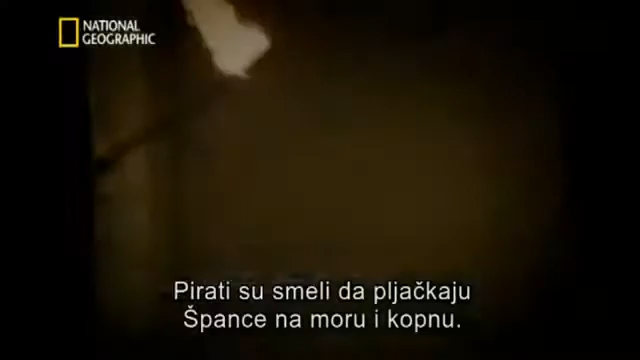 NATIONAL
GEOGRAPHIC
Pirati su smeli da pljačkaju
Špance na moru i kopnu.